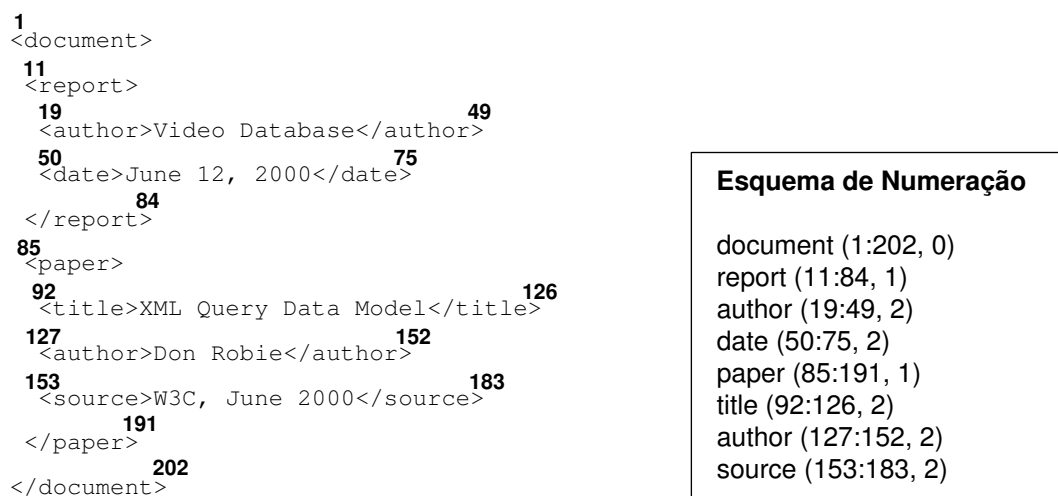 1
<document>
11
<report>
19 49
<author>Video Database</author>
50 75
<date>June 12, 2000</date>
84
</report>
85
<paper>
92 126
<title>XML Query Data Model</title>
127 152
<author>Don Robie</author>
153 183
<source>W3C, June 2000</source>
191
</paper>
202
</document>
Esquema de Numeração
document (1:202, 0)
report (11:84, 1)
author (19:49, 2)
date (50:75, 2)
paper (85:191, 1)
title (92:126, 2)
author (127:152, 2)
source (153:183, 2)